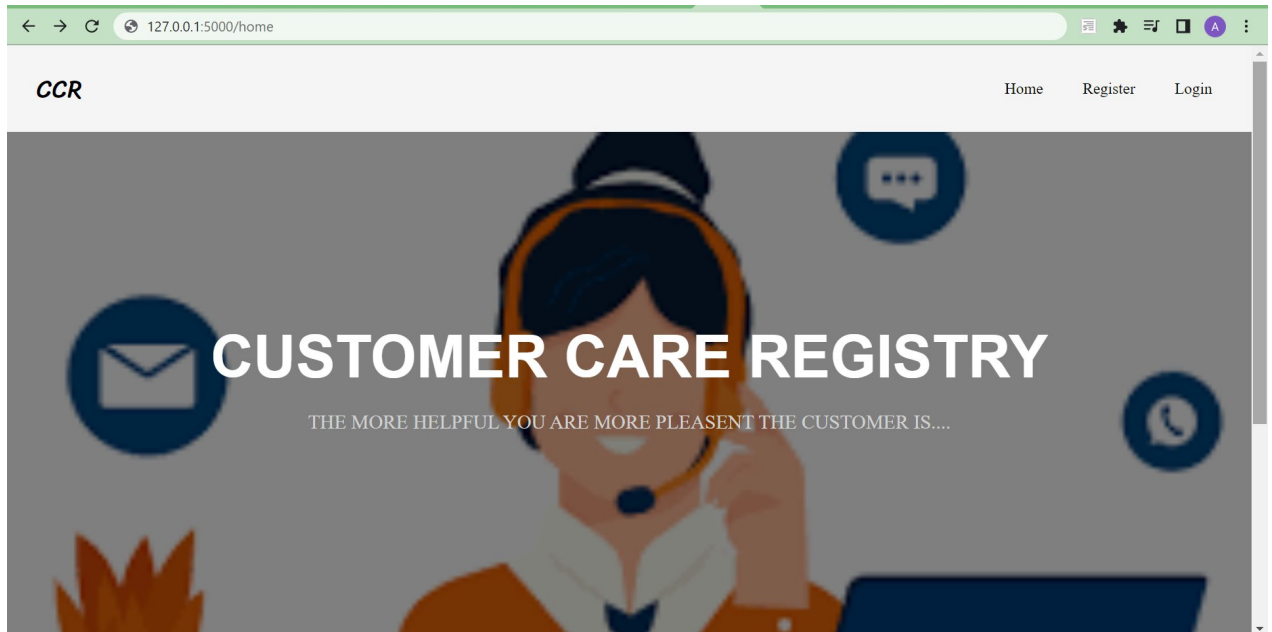 127.0.0.1:5000/home
A
CCR
Home Register Login
CUSTOMER CARE REGISTRY
THE MORE HELPFUL YOU ARE MORE PLEASENT THE CUSTOMER IS....